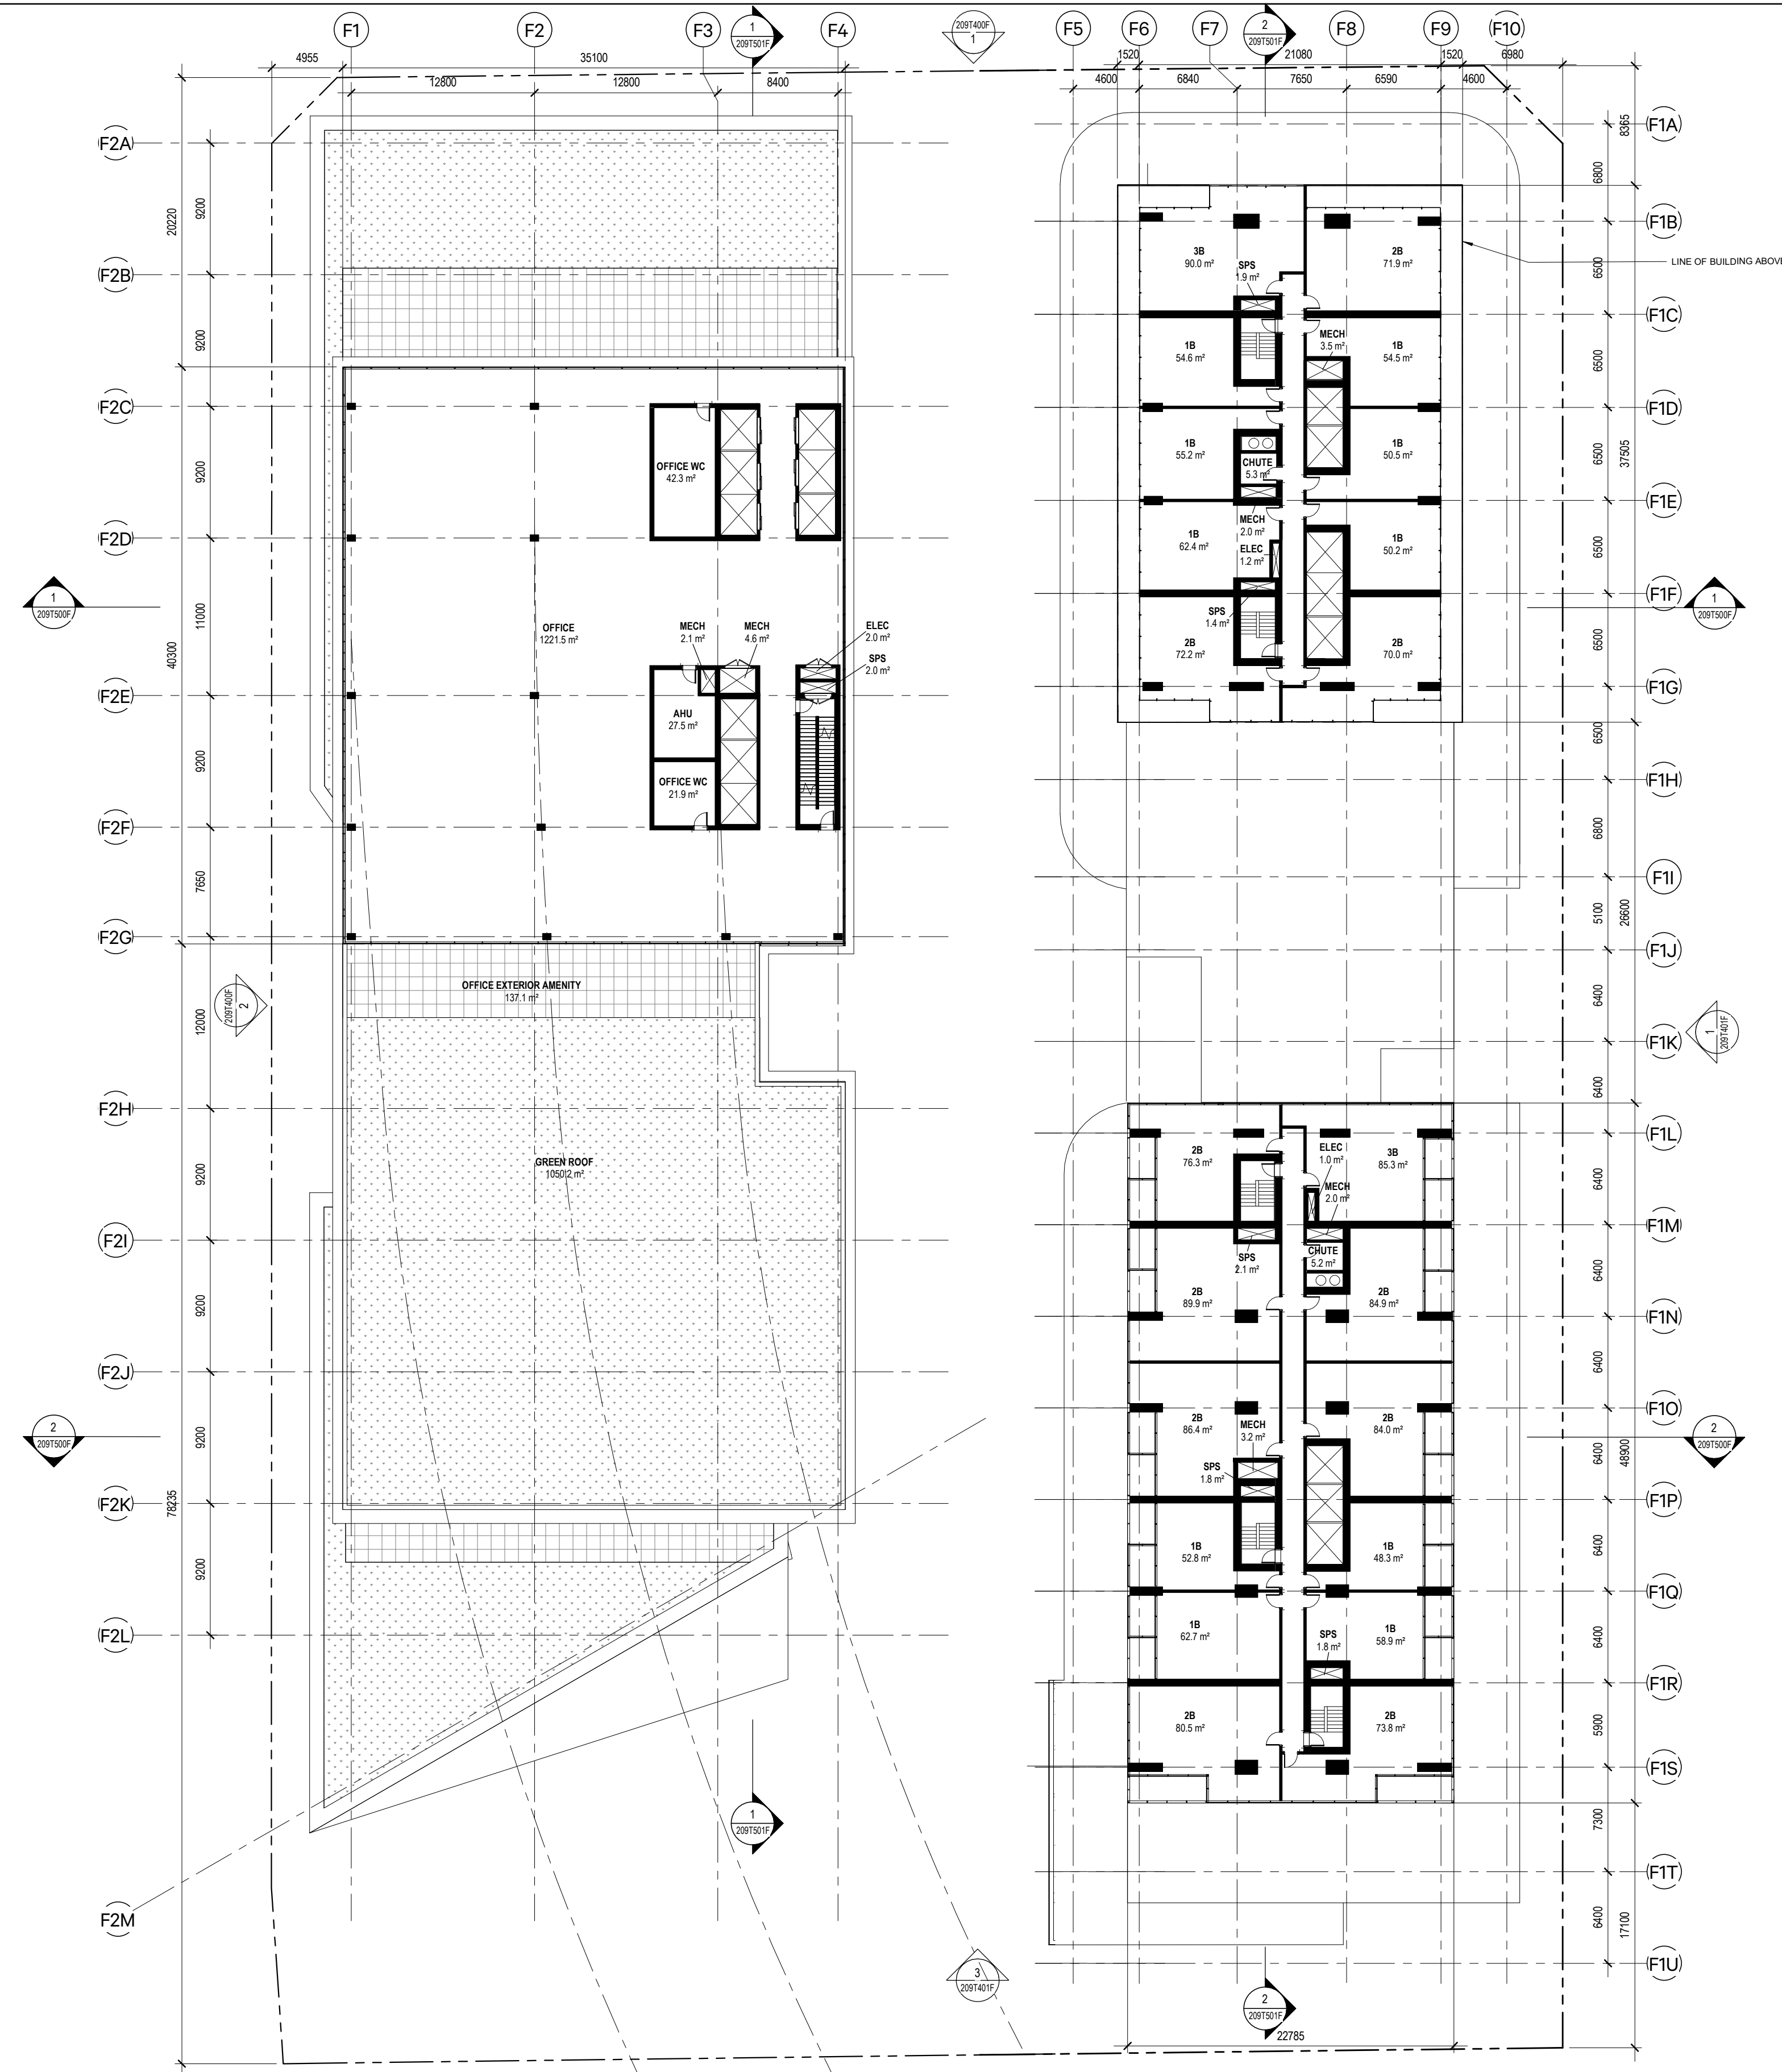 F1
F2
F3
1
209T501F
F4
209T400F
1
F5
F6
F7
2
209T501F
F8
F9
F10
4955
35100
1520
21080
1520
6980
12800
12800
8400
4600
6840
7650
6590
4600
F2A
F2B
F2C
F2D
F2E
F2F
F2G
F2H
F2I
F2J
F2K
F2L
F2M
20220
40300
78235
9200
9200
9200
11000
9200
7650
12000
9200
9200
9200
9200
1
209T500F
2
209T500F
209T400F
2
OFFICE WC
42.3 m²
OFFICE
1221.5 m²
MECH
2.1 m²
MECH
4.6 m²
ELEC
2.0 m²
SPS
2.0 m²
AHU
27.5 m²
OFFICE WC
21.9 m²
OFFICE EXTERIOR AMENITY
137.1 m²
GREEN ROOF
1050.2 m²
1
209T501F
3
209T401F
3B
90.0 m²
SPS
1.9 m²
2B
71.9 m²
LINE OF BUILDING ABOVE
1B
54.6 m²
MECH
3.5 m²
1B
54.5 m²
1B
55.2 m²
CHUTE
5.3 m²
1B
50.5 m²
MECH
2.0 m²
1B
62.4 m²
ELEC
1.2 m²
1B
50.2 m²
SPS
1.4 m²
2B
72.2 m²
2B
70.0 m²
2B
76.3 m²
ELEC
1.0 m²
3B
85.3 m²
MECH
2.0 m²
SPS
2.1 m²
CHUTE
5.2 m²
2B
89.9 m²
2B
84.9 m²
2B
86.4 m²
MECH
3.2 m²
2B
84.0 m²
SPS
1.8 m²
1B
52.8 m²
1B
48.3 m²
1B
62.7 m²
SPS
1.8 m²
1B
58.9 m²
2B
80.5 m²
2B
73.8 m²
2
209T501F
22785
8365
6800
6500
6500
6500
6500
6500
6500
6800
5100
6400
6400
6400
6400
6400
6400
6400
6400
5900
7300
6400
37505
26600
48900
17100
F1A
F1B
F1C
F1D
F1E
F1F
F1G
F1H
F1I
F1J
F1K
F1L
F1M
F1N
F1O
F1P
F1Q
F1R
F1S
F1T
F1U
1
209T500F
1
209T401F
2
209T500F